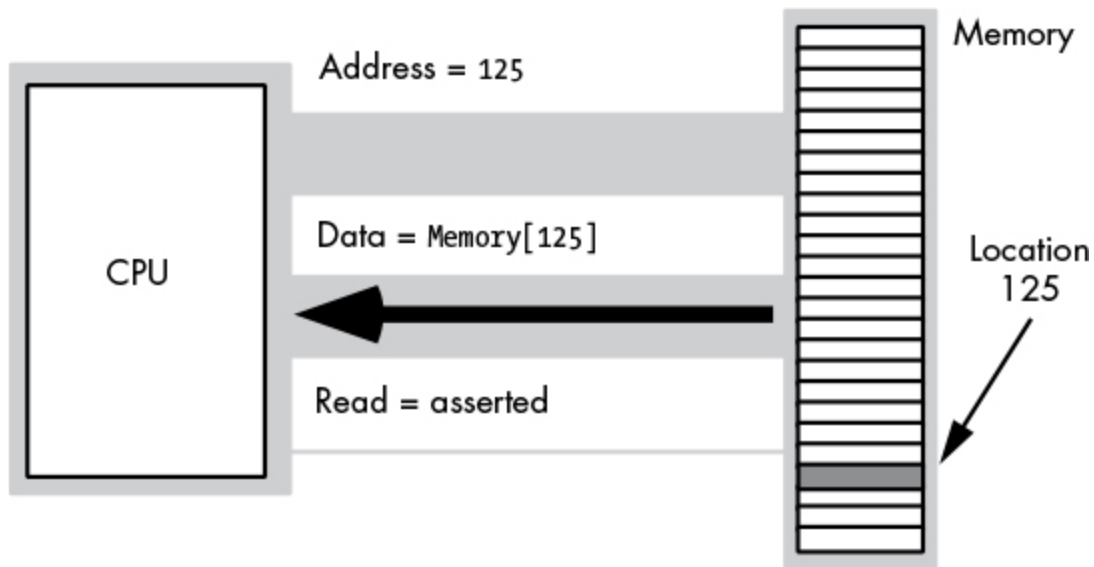 Memory
Address = 125
Data = Memory[125]
CPU
Location
125
Read = asserted